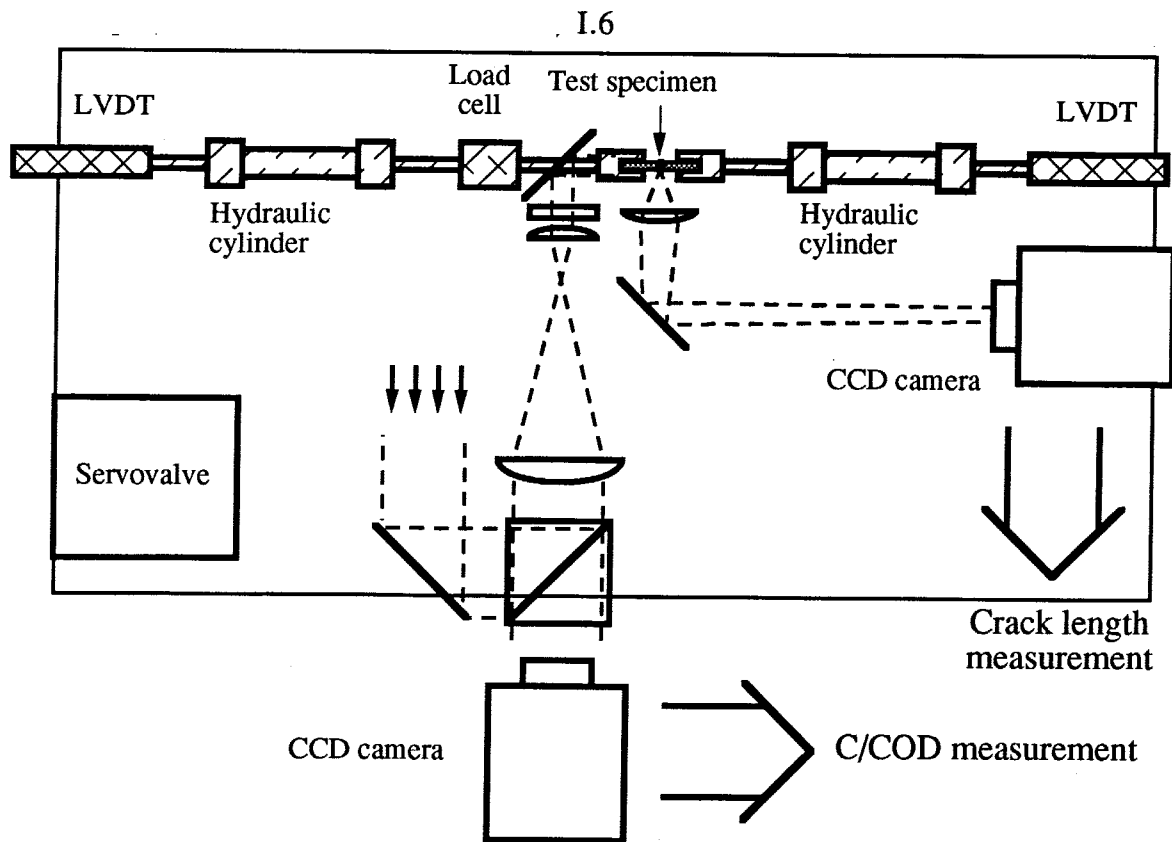 I.6
Load
cell
Test specimen
LVDT
LVDT
Hydraulic
cylinder
Hydraulic
cylinder
CCD camera
Servovalve
Crack length
measurement
CCD camera
C/COD measurement